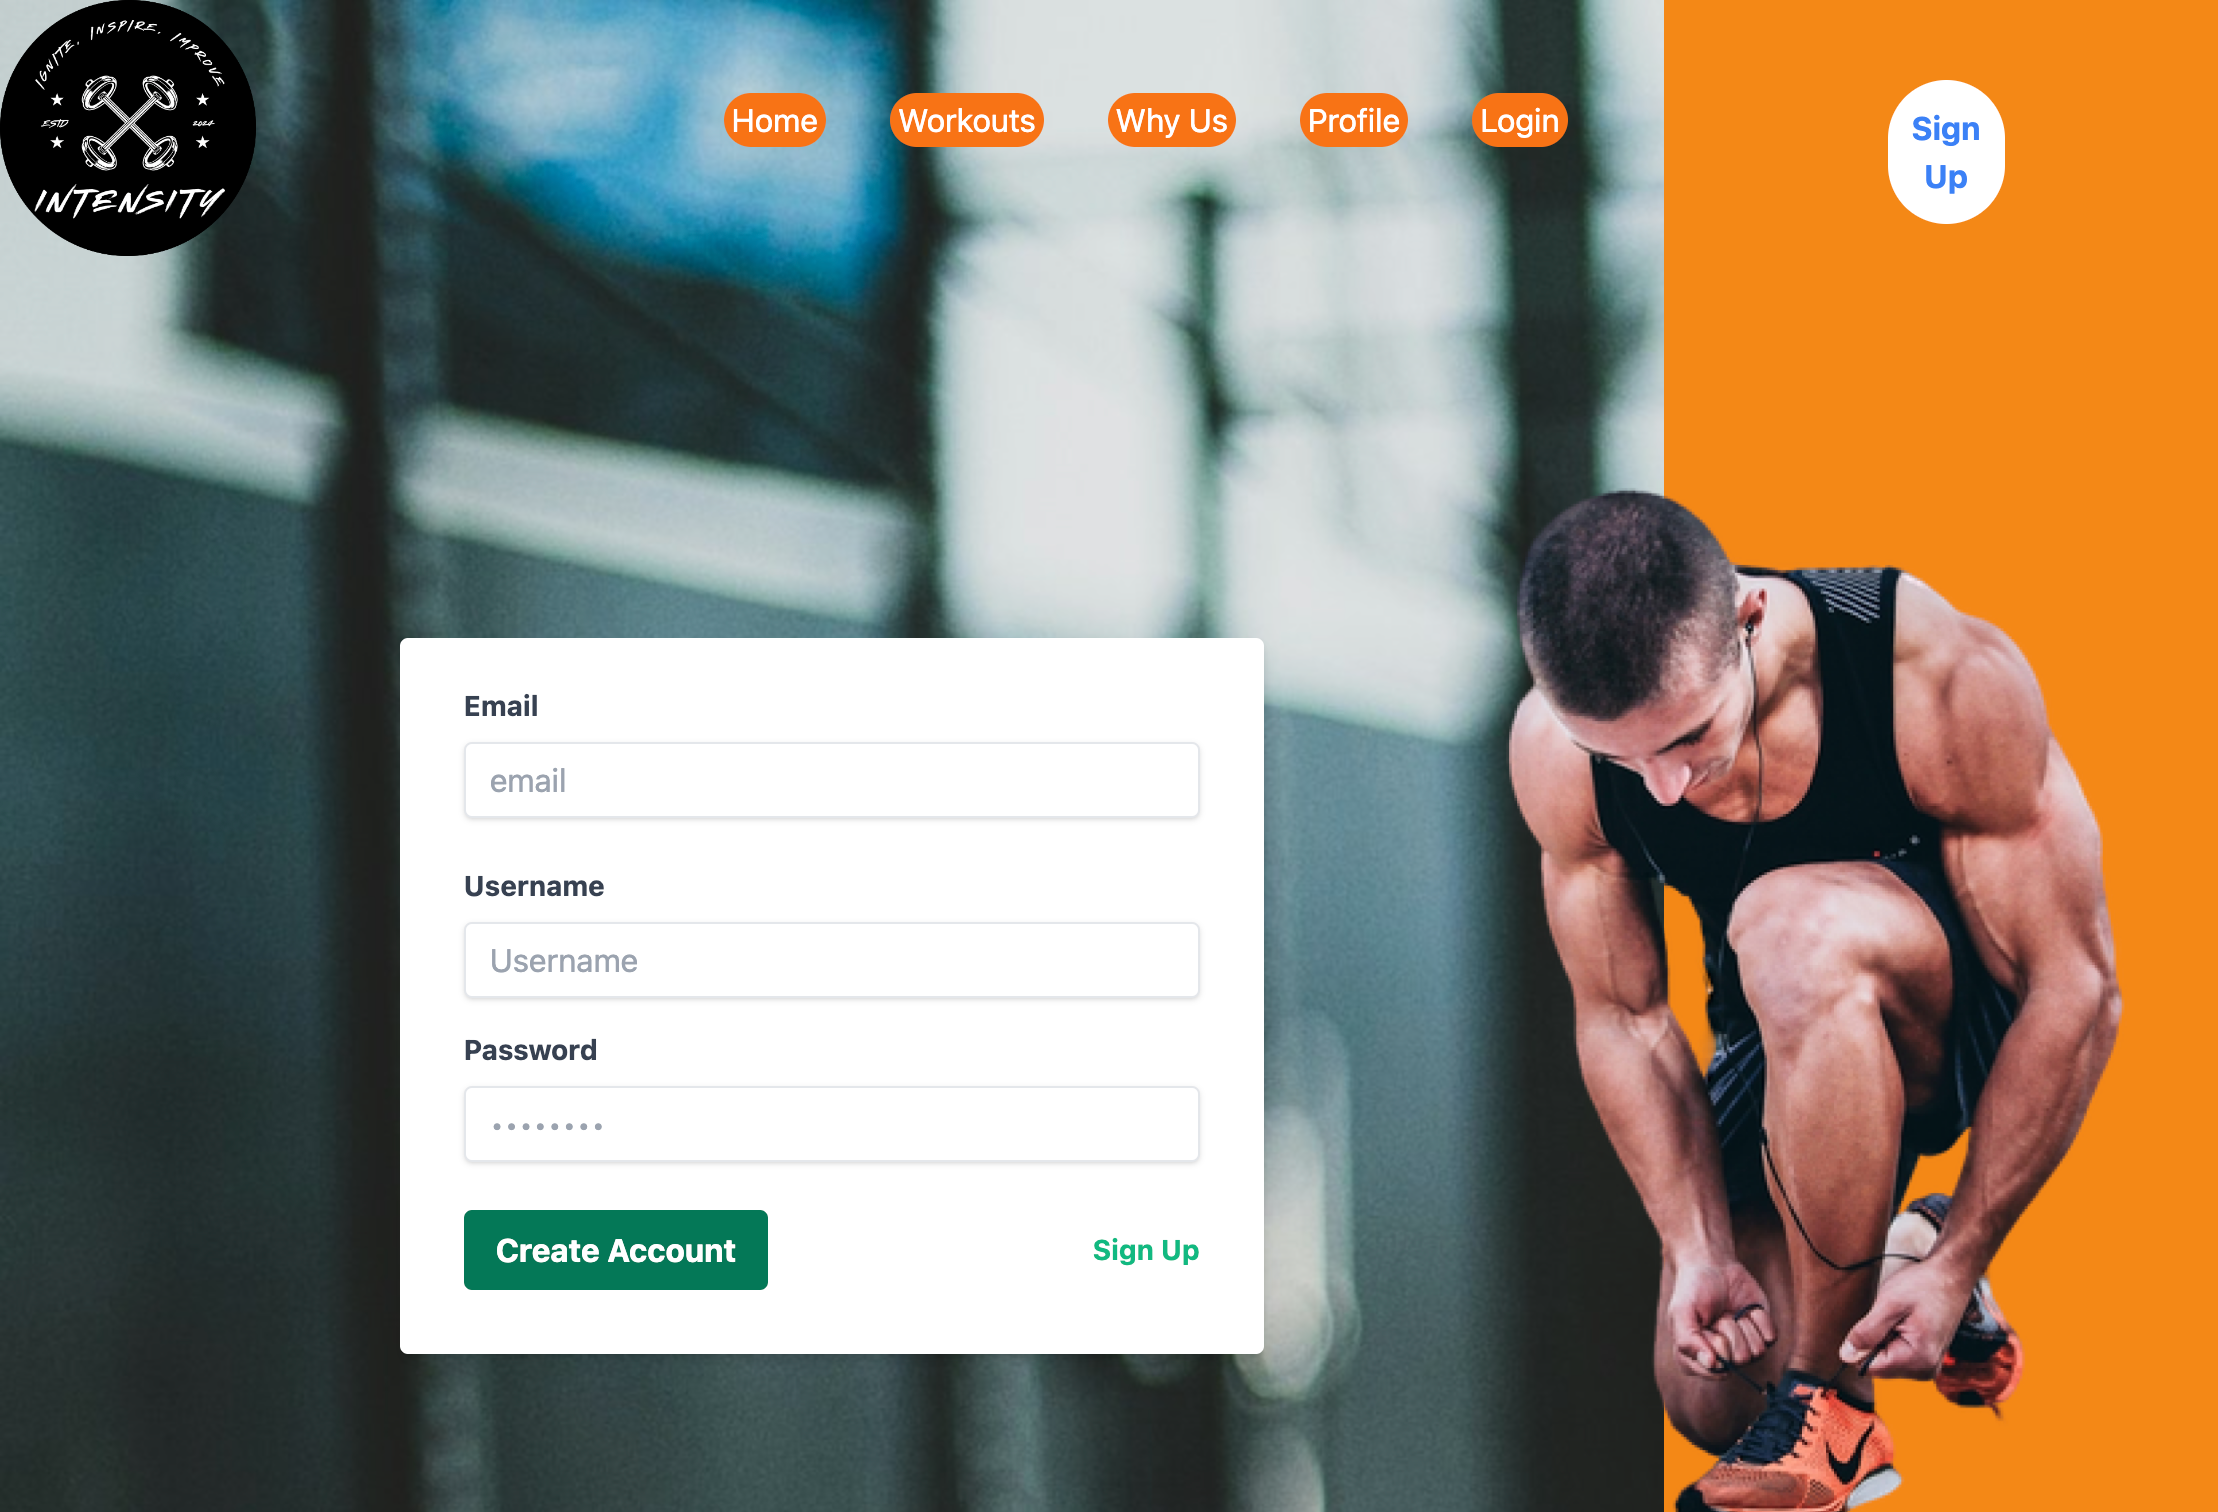 IGNITE. INSPIRE. IMPROVE
ESTD 2024
INTENSITY
Home Workouts Why Us Profile Login
Sign
Up
Email
email
Username
Username
Password
••••••••
Create Account Sign Up